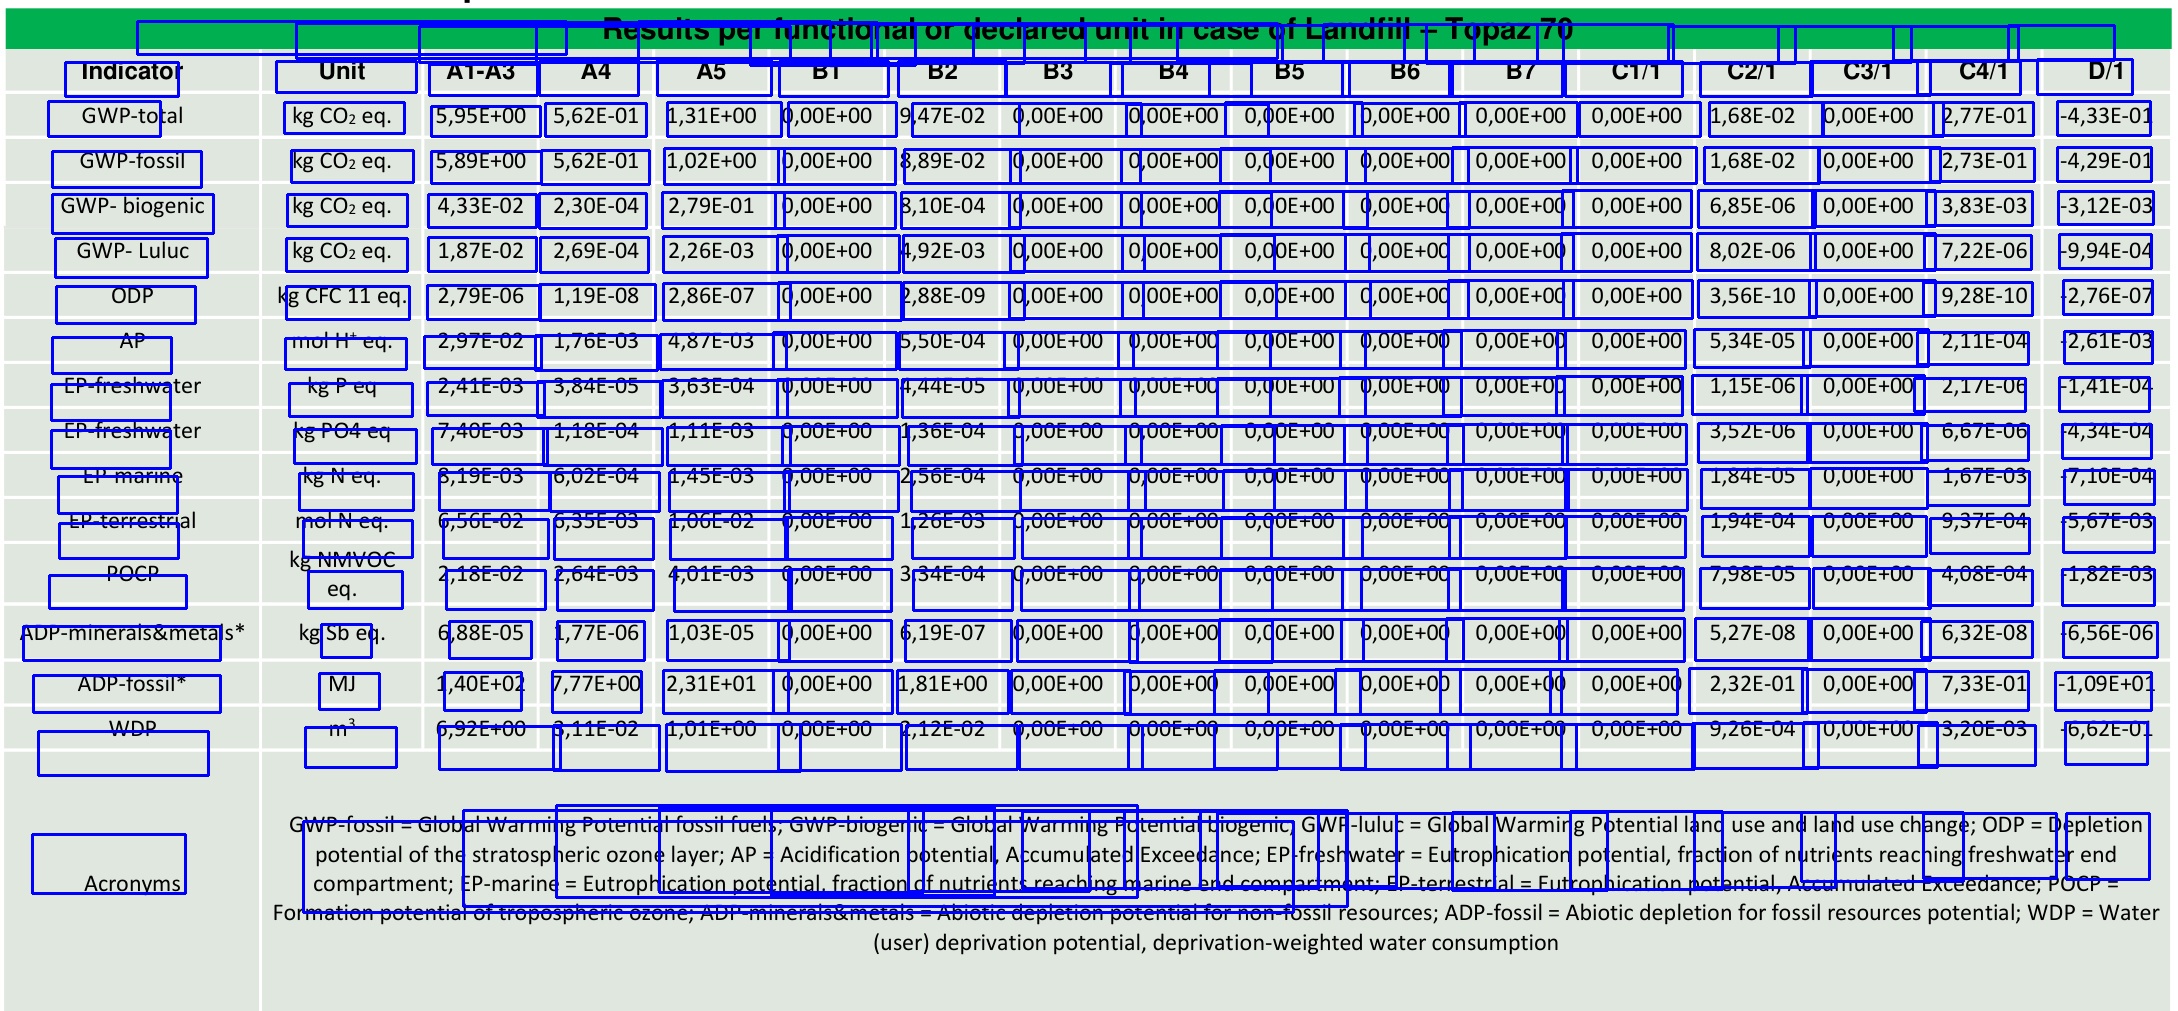 Results per functional or declared unit in case of Landfill – Topaz 70
Indicator Unit A1-A3 A4 A5 B1 B2 B3 B4 B5 B6 B7 C1/1 C2/1 C3/1 C4/1 D/1
GWP-total kg CO₂ eq. 5,95E+00 5,62E-01 1,31E+00 0,00E+00 9,47E-02 0,00E+00 0,00E+00 0,00E+00 0,00E+00 0,00E+00 0,00E+00 1,68E-02 0,00E+00 2,77E-01 -4,33E-01
GWP-fossil kg CO₂ eq. 5,89E+00 5,62E-01 1,02E+00 0,00E+00 8,89E-02 0,00E+00 0,00E+00 0,00E+00 0,00E+00 0,00E+00 0,00E+00 1,68E-02 0,00E+00 2,73E-01 -4,29E-01
GWP- biogenic kg CO₂ eq. 4,33E-02 2,30E-04 2,79E-01 0,00E+00 8,10E-04 0,00E+00 0,00E+00 0,00E+00 0,00E+00 0,00E+00 0,00E+00 6,85E-06 0,00E+00 3,83E-03 -3,12E-03
GWP- Luluc kg CO₂ eq. 1,87E-02 2,69E-04 2,26E-03 0,00E+00 4,92E-03 0,00E+00 0,00E+00 0,00E+00 0,00E+00 0,00E+00 0,00E+00 8,02E-06 0,00E+00 7,22E-06 -9,94E-04
ODP kg CFC 11 eq. 2,79E-06 1,19E-08 2,86E-07 0,00E+00 2,88E-09 0,00E+00 0,00E+00 0,00E+00 0,00E+00 0,00E+00 0,00E+00 3,56E-10 0,00E+00 9,28E-10 -2,76E-07
AP mol H⁺ eq. 2,97E-02 1,76E-03 4,87E-03 0,00E+00 5,50E-04 0,00E+00 0,00E+00 0,00E+00 0,00E+00 0,00E+00 0,00E+00 5,34E-05 0,00E+00 2,11E-04 -2,61E-03
EP-freshwater kg P eq 2,41E-03 3,84E-05 3,63E-04 0,00E+00 4,44E-05 0,00E+00 0,00E+00 0,00E+00 0,00E+00 0,00E+00 0,00E+00 1,15E-06 0,00E+00 2,17E-06 -1,41E-04
EP-freshwater kg PO4 eq 7,40E-03 1,18E-04 1,11E-03 0,00E+00 1,36E-04 0,00E+00 0,00E+00 0,00E+00 0,00E+00 0,00E+00 0,00E+00 3,52E-06 0,00E+00 6,67E-06 -4,34E-04
EP-marine kg N eq. 8,19E-03 6,02E-04 1,45E-03 0,00E+00 2,56E-04 0,00E+00 0,00E+00 0,00E+00 0,00E+00 0,00E+00 0,00E+00 1,84E-05 0,00E+00 1,67E-03 -7,10E-04
EP-terrestrial mol N eq. 6,56E-02 6,35E-03 1,06E-02 0,00E+00 1,26E-03 0,00E+00 0,00E+00 0,00E+00 0,00E+00 0,00E+00 0,00E+00 1,94E-04 0,00E+00 9,37E-04 -5,67E-03
POCP kg NMVOC eq. 2,18E-02 2,64E-03 4,01E-03 0,00E+00 3,34E-04 0,00E+00 0,00E+00 0,00E+00 0,00E+00 0,00E+00 0,00E+00 7,98E-05 0,00E+00 4,08E-04 -1,82E-03
ADP-minerals&metals* kg Sb eq. 6,88E-05 1,77E-06 1,03E-05 0,00E+00 6,19E-07 0,00E+00 0,00E+00 0,00E+00 0,00E+00 0,00E+00 0,00E+00 5,27E-08 0,00E+00 6,32E-08 -6,56E-06
ADP-fossil* MJ 1,40E+02 7,77E+00 2,31E+01 0,00E+00 1,81E+00 0,00E+00 0,00E+00 0,00E+00 0,00E+00 0,00E+00 0,00E+00 2,32E-01 0,00E+00 7,33E-01 -1,09E+01
WDP m³ 6,92E+00 3,11E-02 1,01E+00 0,00E+00 2,12E-02 0,00E+00 0,00E+00 0,00E+00 0,00E+00 0,00E+00 0,00E+00 9,26E-04 0,00E+00 3,20E-03 -6,62E-01
GWP-fossil = Global Warming Potential fossil fuels; GWP-biogenic = Global Warming Potential biogenic; GWP-luluc = Global Warming Potential land use and land use change; ODP = Depletion
potential of the stratospheric ozone layer; AP = Acidification potential, Accumulated Exceedance; EP-freshwater = Eutrophication potential, fraction of nutrients reaching freshwater end
Acronyms compartment; EP-marine = Eutrophication potential, fraction of nutrients reaching marine end compartment; EP-terrestrial = Eutrophication potential, Accumulated Exceedance; POCP =
Formation potential of tropospheric ozone; ADP-minerals&metals = Abiotic depletion potential for non-fossil resources; ADP-fossil = Abiotic depletion for fossil resources potential; WDP = Water
(user) deprivation potential, deprivation-weighted water consumption